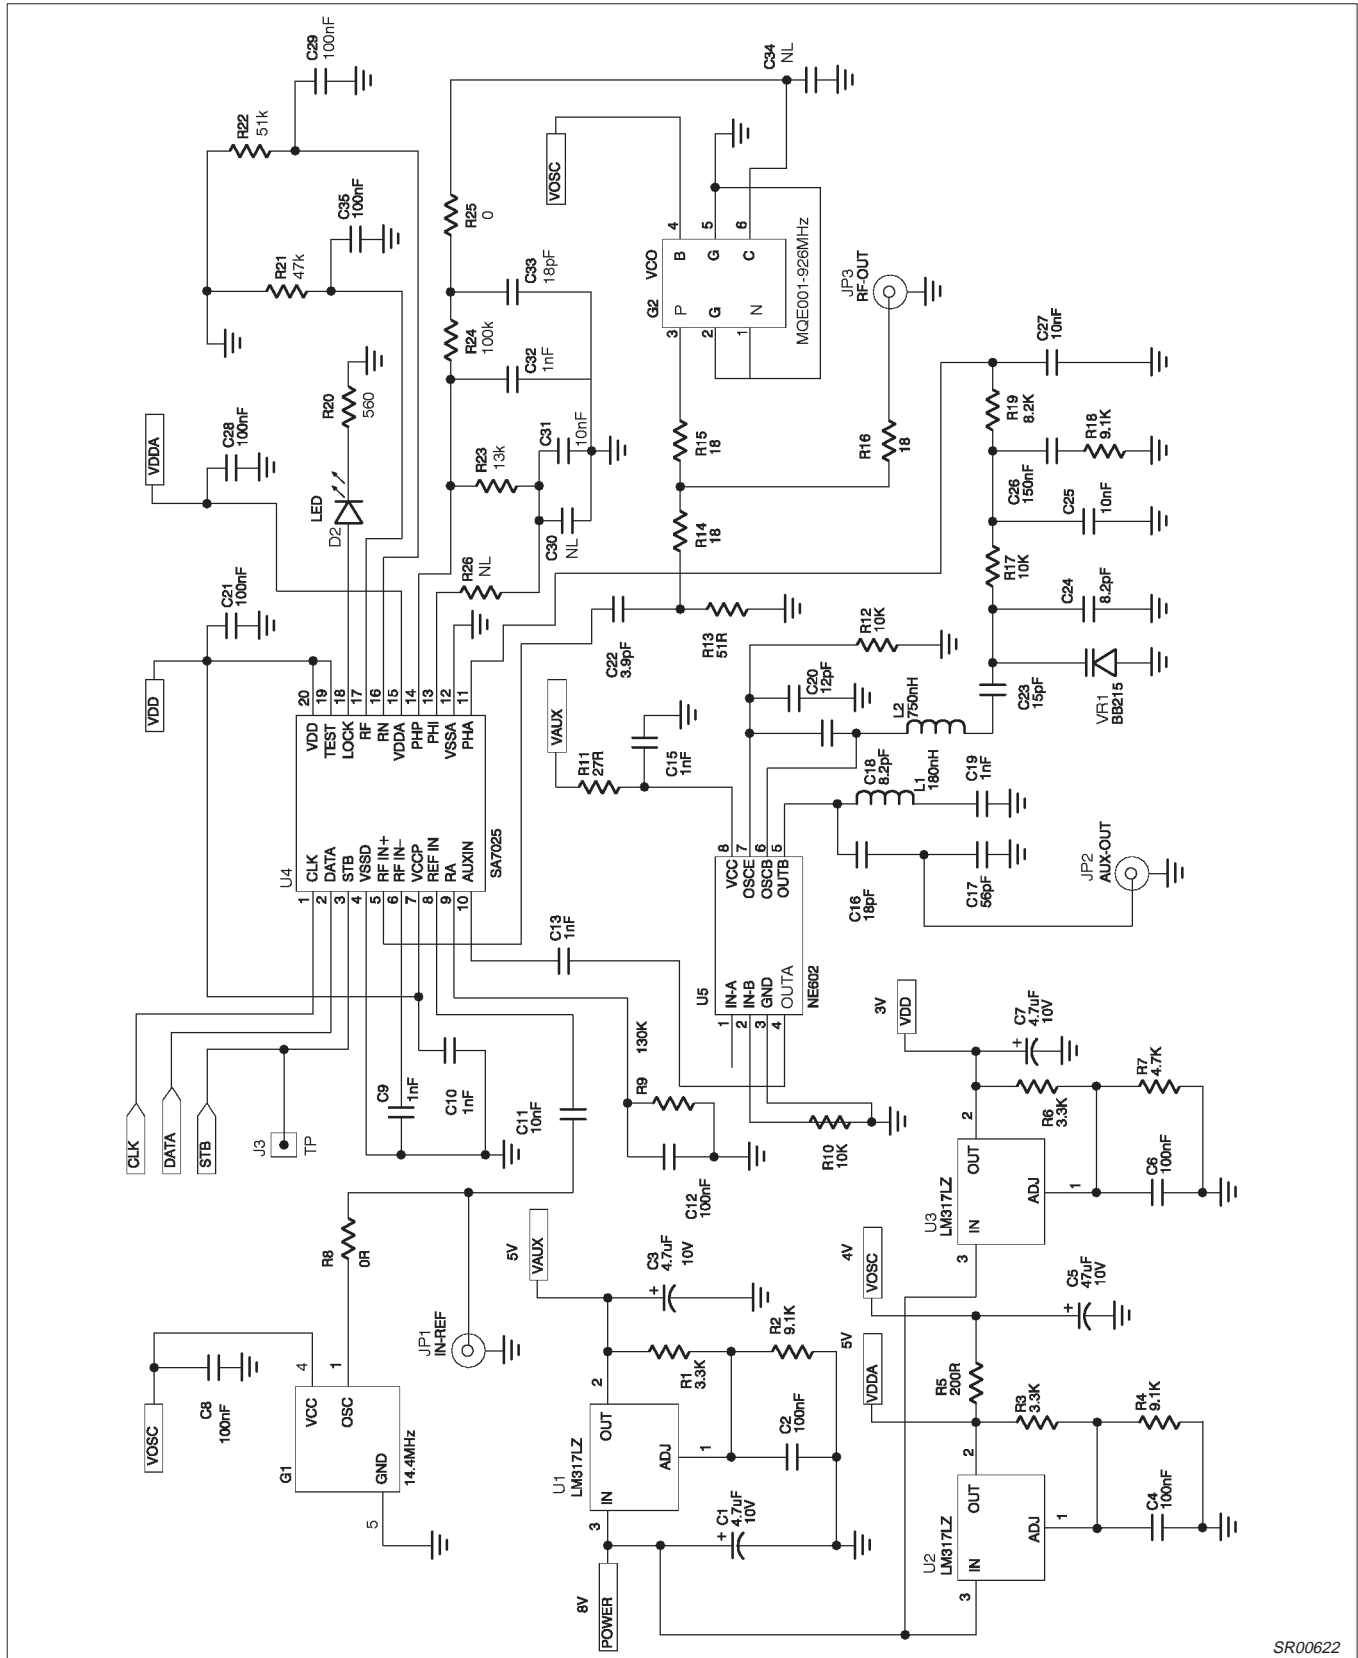 C29
100nF
R22
51k
C35
100nF
R21
47k
VDDA
C28
100nF
R20
560
LED
D2
VDD
C21
100nF
20
19
18
17
16
15
14
13
12
11
VDD
TEST
LOCK
RF
RN
VDDA
PHP
PHI
VSSA
PHA
U4
CLK
DATA
STB
VSSD
RF IN+
RF IN–
VCCP
REF IN
RA
AUXIN
SA7025
1
2
3
4
5
6
7
8
9
10
CLK
DATA
STB
J3
TP
C9
1nF
C10
1nF
C11
10nF
R8
0R
VOSC
C8
100nF
G1
VCC
OSC
GND
14.4MHz
4
1
5
JP1
IN-REF
C34
NL
R25
0
C33
18pF
R24
100k
C32
1nF
R23
13k
C31
10nF
C30
NL
R26
NL
VOSC
VCO
G2
B
G
C
P
G
N
4
5
6
3
2
1
MQE001-926MHz
R15
18
R14
18
R16
18
JP3
RF-OUT
C22
3.9pF
R13
51R
VAUX
R11
27R
C15
1nF
C13
1nF
R12
10K
C20
12pF
L2
750nH
C18
8.2pF
L1
180nH
C19
1nF
C16
18pF
C17
56pF
JP2
AUX-OUT
U5
IN-A
IN-B
GND
OUTA
VCC
OSCE
OSCB
OUTB
NE602
1
2
3
4
8
7
6
5
130K
R9
C12
100nF
R10
10K
C27
10nF
R19
8.2K
R18
9.1K
C26
150nF
C25
10nF
R17
10K
C24
8.2pF
C23
15pF
VR1
BB215
5V
VAUX
C3
4.7uF
10V
R2
9.1K
R1
3.3K
C2
100nF
U1
LM317LZ
IN
OUT
ADJ
3
2
1
C1
4.7uF
10V
8V
POWER
3V
VDD
C7
4.7uF
10V
R7
4.7K
R6
3.3K
C6
100nF
U3
LM317LZ
IN
OUT
ADJ
3
2
1
4V
VOSC
C5
47uF
10V
5V
VDDA
R5
200R
R3
3.3K
R4
9.1K
C4
100nF
U2
LM317LZ
IN
OUT
ADJ
3
2
1
+
+
+
+
SR00622